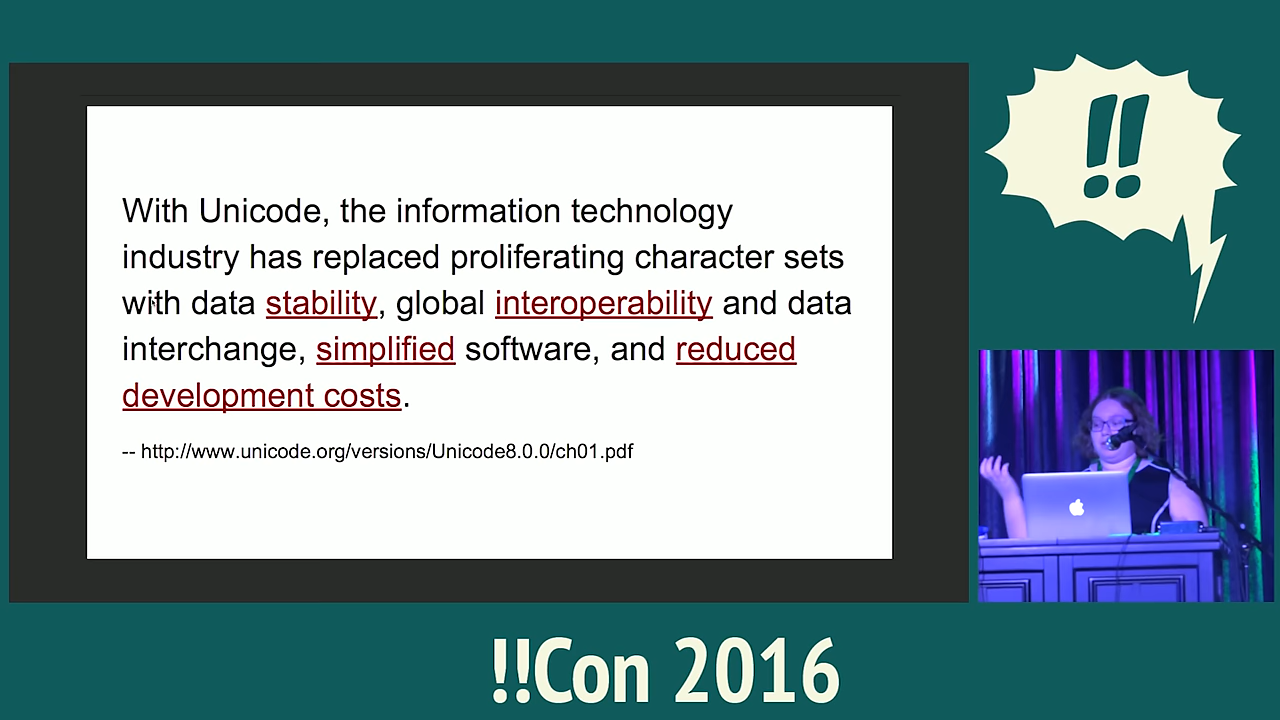 With Unicode, the information technology
industry has replaced proliferating character sets
with data stability, global interoperability and data
interchange, simplified software, and reduced
development costs.
-- http://www.unicode.org/versions/Unicode8.0.0/ch01.pdf
!!
!!Con 2016